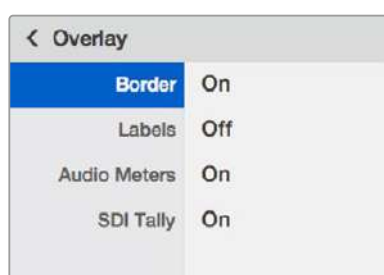 < Overlay
Border On
Labels Off
Audio Meters On
SDI Tally On